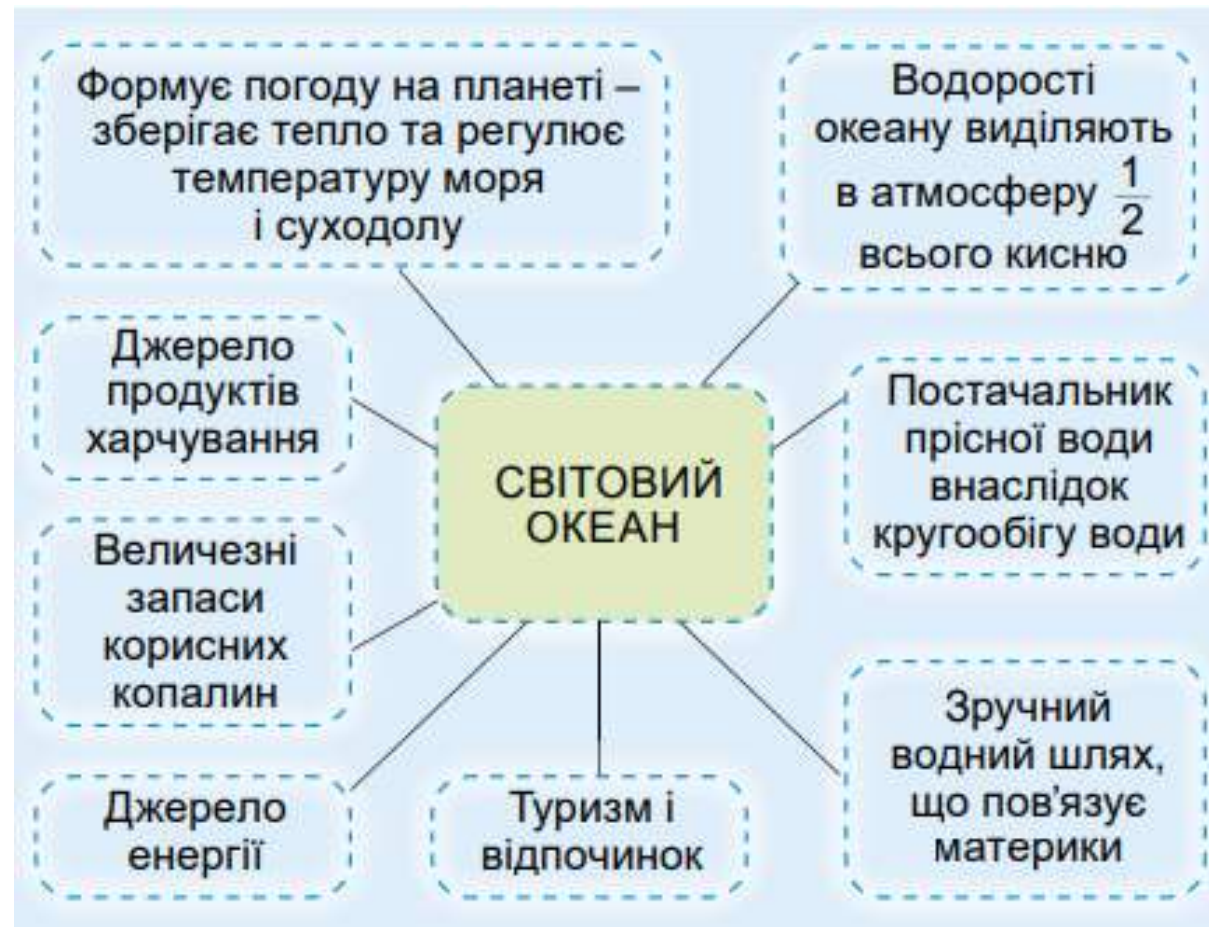 Формує погоду на планеті –
зберігає тепло та регулює
температуру моря
і суходолу
Водорості
океану виділяють
в атмосферу 1/2
всього кисню
Джерело
продуктів
харчування
СВІТОВИЙ
ОКЕАН
Постачальник
прісної води
внаслідок
кругообігу води
Величезні
запаси
корисних
копалин
Джерело
енергії
Туризм і
відпочинок
Зручний
водний шлях,
що пов'язує
материки